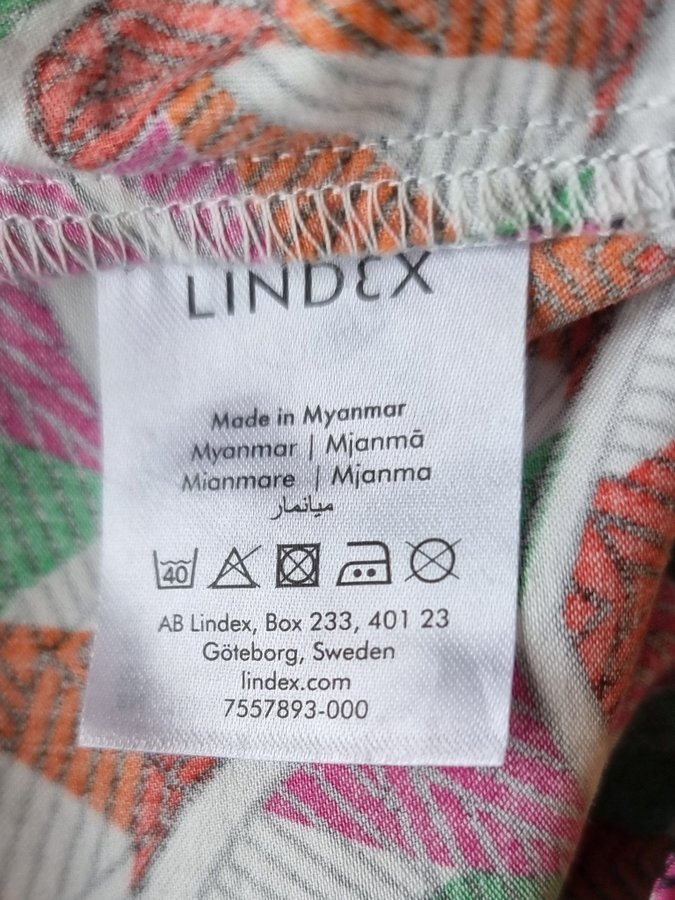 LINDEX
Made in Myanmar
Myanmar | Mjanmā
Mianmare | Mjanma
ميانمار
40
AB Lindex, Box 233, 401 23
Göteborg, Sweden
lindex.com
7557893-000